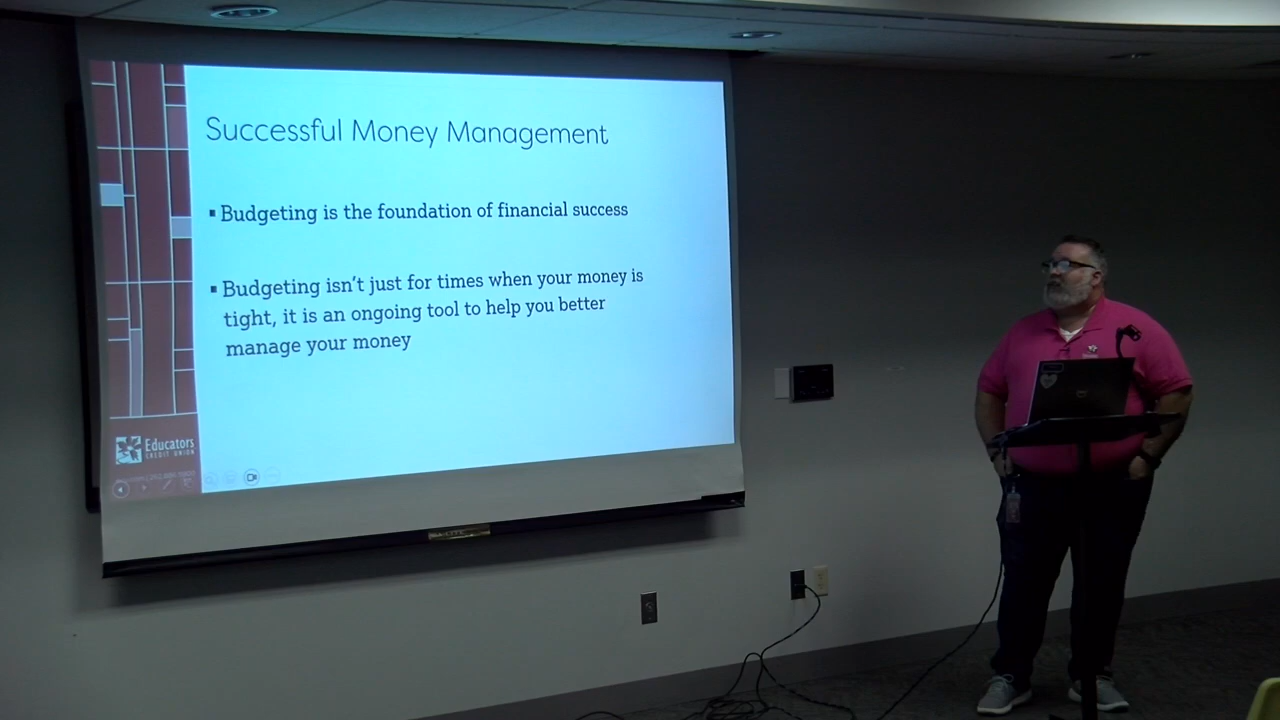 Successful Money Management
▪ Budgeting is the foundation of financial success
▪ Budgeting isn't just for times when your money is
tight, it is an ongoing tool to help you better
manage your money
Educators
CREDIT UNION